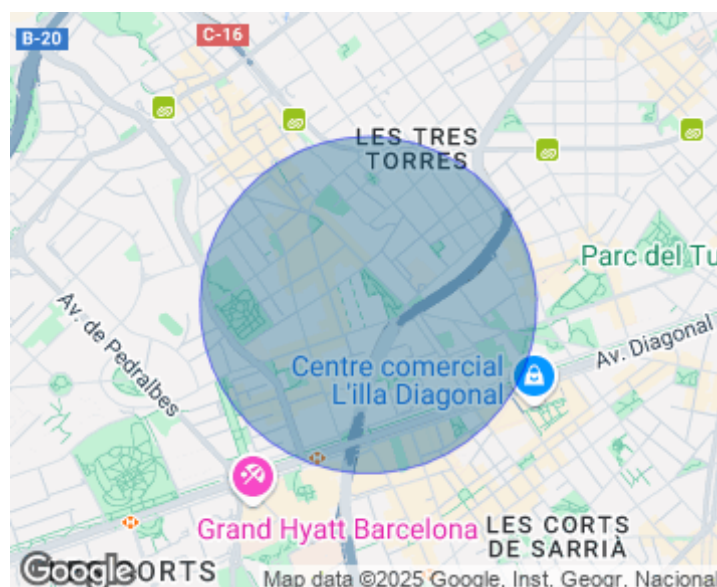 B-20
C-16
LES TRES
TORRES
Parc del Tu
Av. de Pedralbes
Av. Diagonal
Centre comercial
L'illa Diagonal
Grand Hyatt Barcelona
LES CORTS
DE SARRIÀ
Google
CORTS
Map data ©2025 Google, Inst. Geogr. Nacional